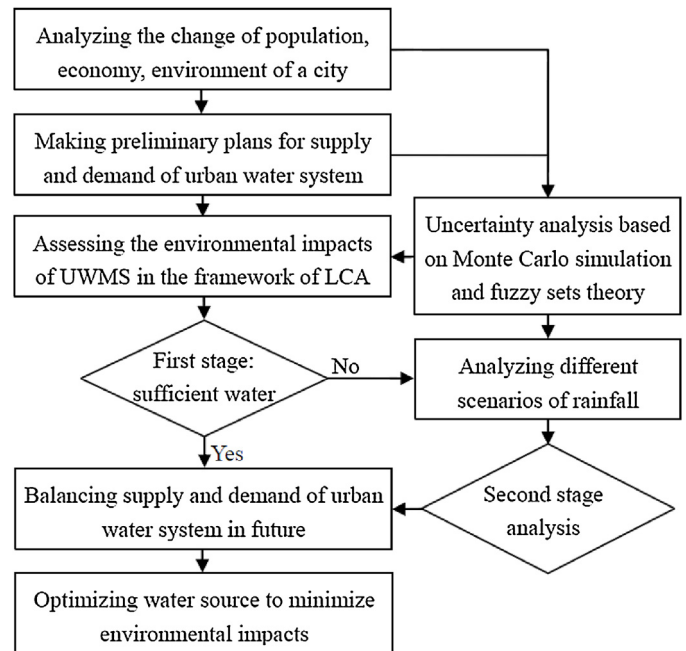 Analyzing the change of population,
economy, environment of a city
Making preliminary plans for supply
and demand of urban water system
Assessing the environmental impacts
of UWMS in the framework of LCA
Uncertainty analysis based
on Monte Carlo simulation
and fuzzy sets theory
First stage:
sufficient water
No
Analyzing different
scenarios of rainfall
Yes
Balancing supply and demand of urban
water system in future
Second stage
analysis
Optimizing water source to minimize
environmental impacts